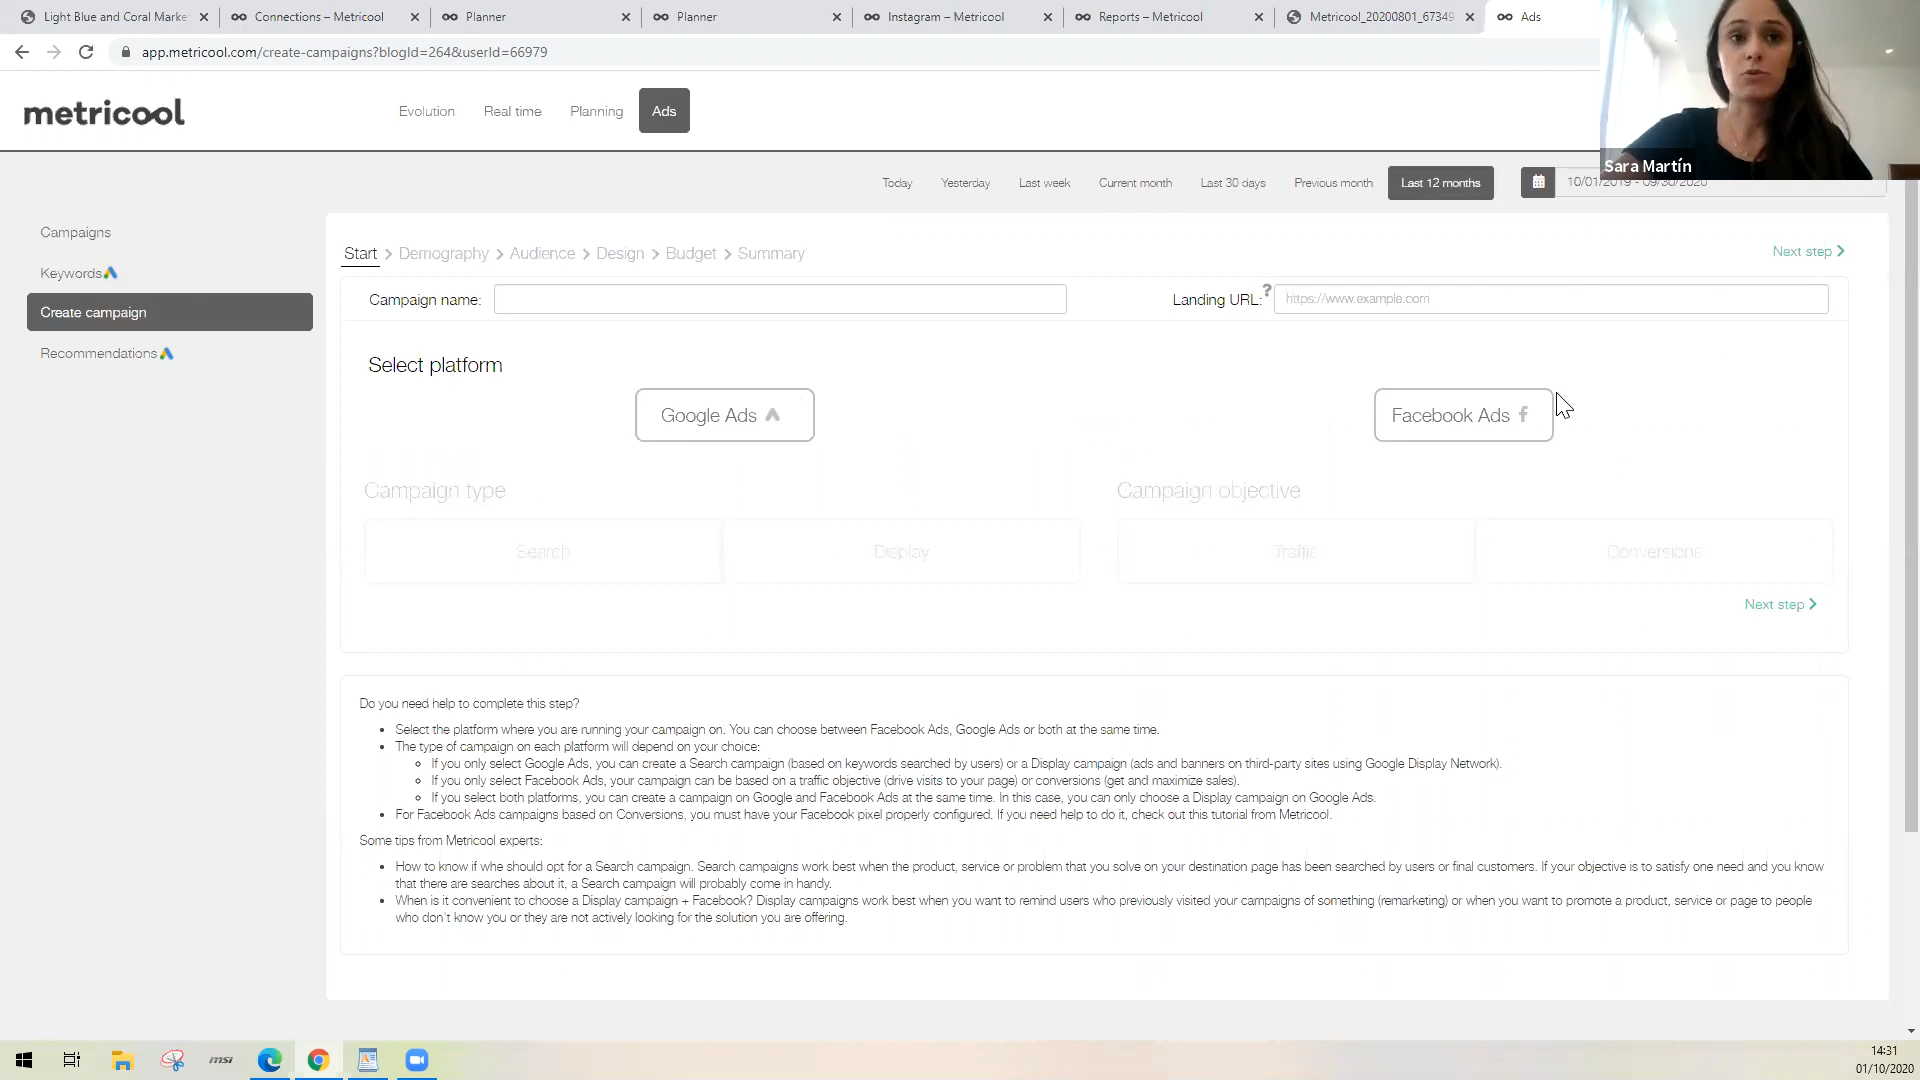 Light Blue and Coral Marke
Connections – Metricool
Planner
Planner
Instagram – Metricool
Reports – Metricool
Metricool_20200801_67349
Ads
app.metricool.com/create-campaigns?blogId=264&userId=66979
metricool
Evolution
Real time
Planning
Ads
Sara Martín
Today
Yesterday
Last week
Current month
Last 30 days
Previous month
Last 12 months
10/01/2019 - 09/30/2020
Campaigns
Keywords
Create campaign
Recommendations
Start > Demography > Audience > Design > Budget > Summary
Next step >
Campaign name:
Landing URL: ?
https://www.example.com
Select platform
Google Ads
Facebook Ads f
Campaign type
Campaign objective
Search
Display
Traffic
Conversions
Next step >
Do you need help to complete this step?
• Select the platform where you are running your campaign on. You can choose between Facebook Ads, Google Ads or both at the same time.
• The type of campaign on each platform will depend on your choice:
If you only select Google Ads, you can create a Search campaign (based on keywords searched by users) or a Display campaign (ads and banners on third-party sites using Google Display Network).
If you only select Facebook Ads, your campaign can be based on a traffic objective (drive visits to your page) or conversions (get and maximize sales).
If you select both platforms, you can create a campaign on Google and Facebook Ads at the same time. In this case, you can only choose a Display campaign on Google Ads.
• For Facebook Ads campaigns based on Conversions, you must have your Facebook pixel properly configured. If you need help to do it, check out this tutorial from Metricool.
Some tips from Metricool experts:
• How to know if whe should opt for a Search campaign. Search campaigns work best when the product, service or problem that you solve on your destination page has been searched by users or final customers. If your objective is to satisfy one need and you know
that there are searches about it, a Search campaign will probably come in handy.
• When is it convenient to choose a Display campaign + Facebook? Display campaigns work best when you want to remind users who previously visited your campaigns of something (remarketing) or when you want to promote a product, service or page to people
who don't know you or they are not actively looking for the solution you are offering.
msi
14:31
01/10/2020